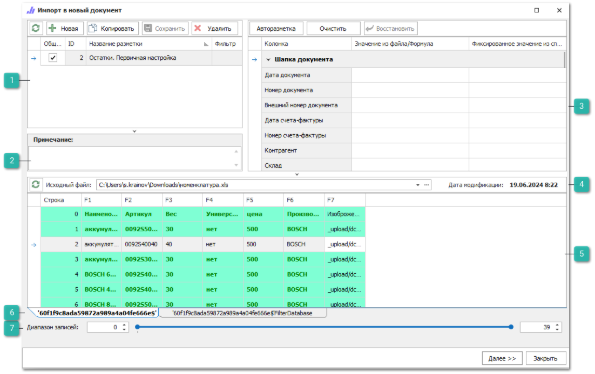 Импорт в новый документ
Новая Копировать Сохранить Удалить
Авторазметка Очистить Восстановить
Общ... ID Название разметки Фильтр
2 Остатки. Первичная настройка
Колонка Значение из файла/Формула Фиксированное значение из сп...
Шапка документа
Дата документа
Номер документа
Внешний номер документа
Дата счета-фактуры
Номер счета-фактуры
Контрагент
Склад
1
2
3
Примечание:
Исходный файл: C:\Users\s.kranov\Downloads\номенклатура.xls
Дата модификации: 19.06.2024 8:22
4
Строка F1 F2 F3 F4 F5 F6 F7
0 Наимено... Артикул Вес Универс... цена Произво... Изображе...
1 аккумул... 0092S50... 30 нет 500 BOSCH _upload/dc...
2 аккумулят... 0092S40040 40 нет 500 BOSCH _upload/dc...
3 аккумул... 0092S30... 30 нет 500 BOSCH _upload/dc...
4 BOSCH 6... 0092S40... 30 нет 500 BOSCH _upload/dc...
5 BOSCH 4... 0092S40... 30 нет 500 BOSCH _upload/dc...
6 BOSCH 8... 0092S50... 30 нет 500 BOSCH _upload/dc...
5
6
'60f1f9c8ada59872a989a4a04fe666e$' '60f1f9c8ada59872a989a4a04fe666e$'FilterDatabase
7
Диапазон записей: 0 39
Далее >> Закрыть